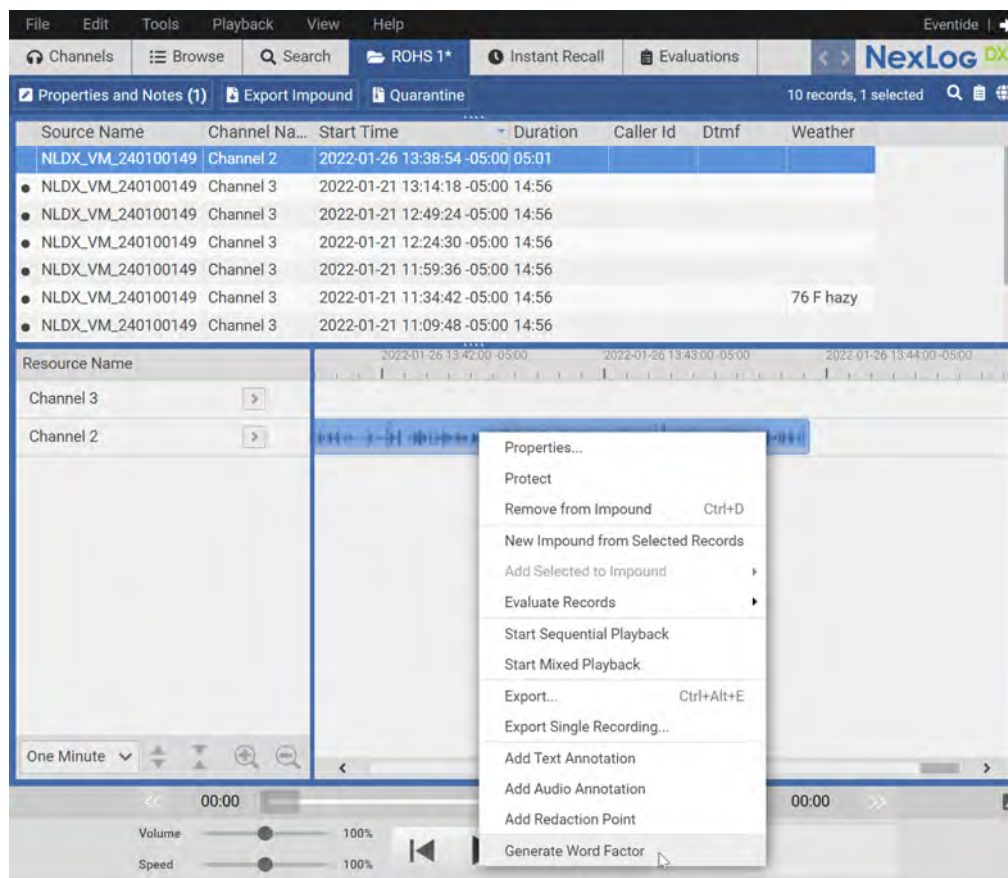 File Edit Tools Playback View Help Eventide |
Channels Browse Search ROHS 1* Instant Recall Evaluations NexLog DX
Properties and Notes (1) Export Impound Quarantine 10 records, 1 selected
Source Name Channel Na... Start Time Duration Caller Id Dtmf Weather
NLDX_VM_240100149 Channel 2 2022-01-26 13:38:54 -05:00 05:01
NLDX_VM_240100149 Channel 3 2022-01-21 13:14:18 -05:00 14:56
NLDX_VM_240100149 Channel 3 2022-01-21 12:49:24 -05:00 14:56
NLDX_VM_240100149 Channel 3 2022-01-21 12:24:30 -05:00 14:56
NLDX_VM_240100149 Channel 3 2022-01-21 11:59:36 -05:00 14:56
NLDX_VM_240100149 Channel 3 2022-01-21 11:34:42 -05:00 14:56 76 F hazy
NLDX_VM_240100149 Channel 3 2022-01-21 11:09:48 -05:00 14:56
Resource Name 2022-01-26 13:42:00 -05:00 2022-01-26 13:43:00 -05:00 2022-01-26 13:44:00 -05:00
Channel 3
Channel 2
Properties...
Protect
Remove from Impound Ctrl+D
New Impound from Selected Records
Add Selected to Impound
Evaluate Records
Start Sequential Playback
Start Mixed Playback
Export... Ctrl+Alt+E
Export Single Recording...
Add Text Annotation
Add Audio Annotation
Add Redaction Point
Generate Word Factor
One Minute
00:00 00:00
Volume 100%
Speed 100%